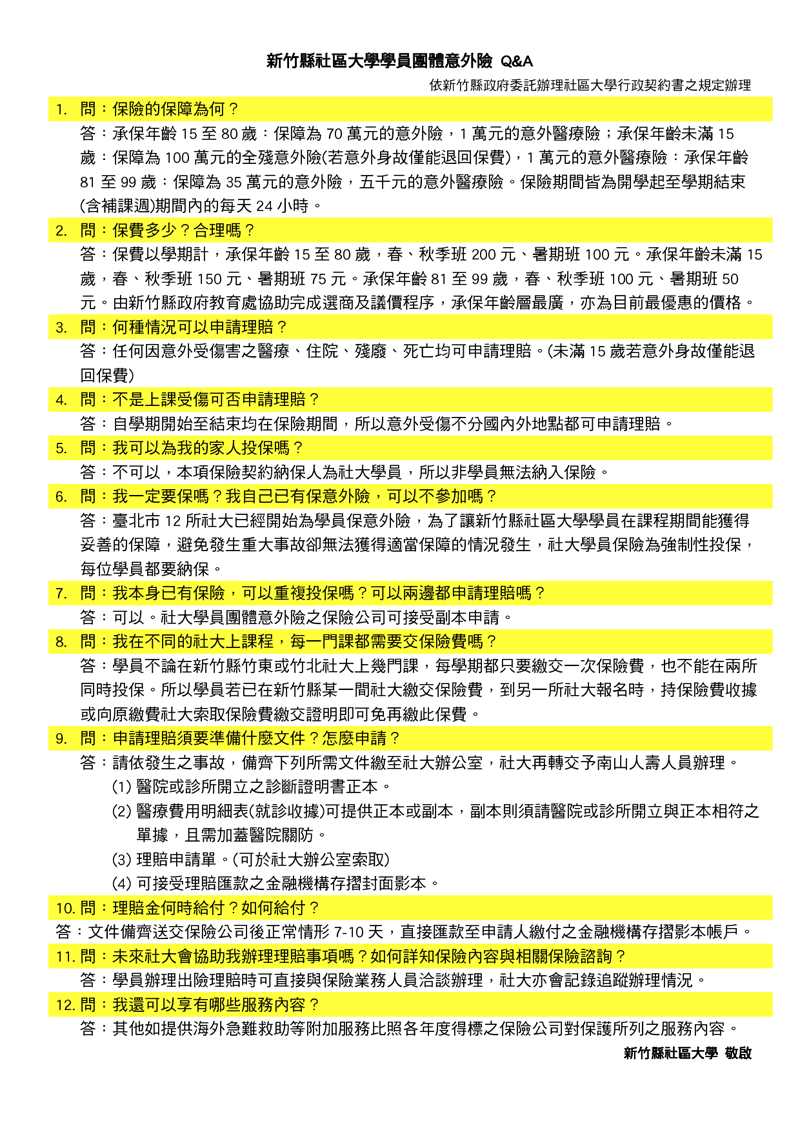 新竹縣社區大學學員團體意外險 Q&A
依新竹縣政府委託辦理社區大學行政契約書之規定辦理
1. 問：保險的保障為何？
答：承保年齡 15 至 80 歲：保障為 70 萬元的意外險，1 萬元的意外醫療險；承保年齡未滿 15
歲：保障為 100 萬元的全殘意外險(若意外身故僅能退回保費)，1 萬元的意外醫療險：承保年齡
81 至 99 歲：保障為 35 萬元的意外險，五千元的意外醫療險。保險期間皆為開學起至學期結束
(含補課週)期間內的每天 24 小時。
2. 問：保費多少？合理嗎？
答：保費以學期計，承保年齡 15 至 80 歲，春、秋季班 200 元、暑期班 100 元。承保年齡未滿 15
歲，春、秋季班 150 元、暑期班 75 元。承保年齡 81 至 99 歲，春、秋季班 100 元、暑期班 50
元。由新竹縣政府教育處協助完成選商及議價程序，承保年齡層最廣，亦為目前最優惠的價格。
3. 問：何種情況可以申請理賠？
答：任何因意外受傷害之醫療、住院、殘廢、死亡均可申請理賠。(未滿 15 歲若意外身故僅能退
回保費)
4. 問：不是上課受傷可否申請理賠？
答：自學期開始至結束均在保險期間，所以意外受傷不分國內外地點都可申請理賠。
5. 問：我可以為我的家人投保嗎？
答：不可以，本項保險契約納保人為社大學員，所以非學員無法納入保險。
6. 問：我一定要保嗎？我自己已有保意外險，可以不參加嗎？
答：臺北市 12 所社大已經開始為學員保意外險，為了讓新竹縣社區大學學員在課程期間能獲得
妥善的保障，避免發生重大事故卻無法獲得適當保障的情況發生，社大學員保險為強制性投保，
每位學員都要納保。
7. 問：我本身已有保險，可以重複投保嗎？可以兩邊都申請理賠嗎？
答：可以。社大學員團體意外險之保險公司可接受副本申請。
8. 問：我在不同的社大上課程，每一門課都需要交保險費嗎？
答：學員不論在新竹縣竹東或竹北社大上幾門課，每學期都只要繳交一次保險費，也不能在兩所
同時投保。所以學員若已在新竹縣某一間社大繳交保險費，到另一所社大報名時，持保險費收據
或向原繳費社大索取保險費繳交證明即可免再繳此保費。
9. 問：申請理賠須要準備什麼文件？怎麼申請？
答：請依發生之事故，備齊下列所需文件繳至社大辦公室，社大再轉交予南山人壽人員辦理。
(1) 醫院或診所開立之診斷證明書正本。
(2) 醫療費用明細表(就診收據)可提供正本或副本，副本則須請醫院或診所開立與正本相符之
單據，且需加蓋醫院關防。
(3) 理賠申請單。(可於社大辦公室索取)
(4) 可接受理賠匯款之金融機構存摺封面影本。
10. 問：理賠金何時給付？如何給付？
答：文件備齊送交保險公司後正常情形 7-10 天，直接匯款至申請人繳付之金融機構存摺影本帳戶。
11. 問：未來社大會協助我辦理理賠事項嗎？如何詳知保險內容與相關保險諮詢？
答：學員辦理出險理賠時可直接與保險業務人員洽談辦理，社大亦會記錄追蹤辦理情況。
12. 問：我還可以享有哪些服務內容？
答：其他如提供海外急難救助等附加服務比照各年度得標之保險公司對保護所列之服務內容。
新竹縣社區大學 敬啟